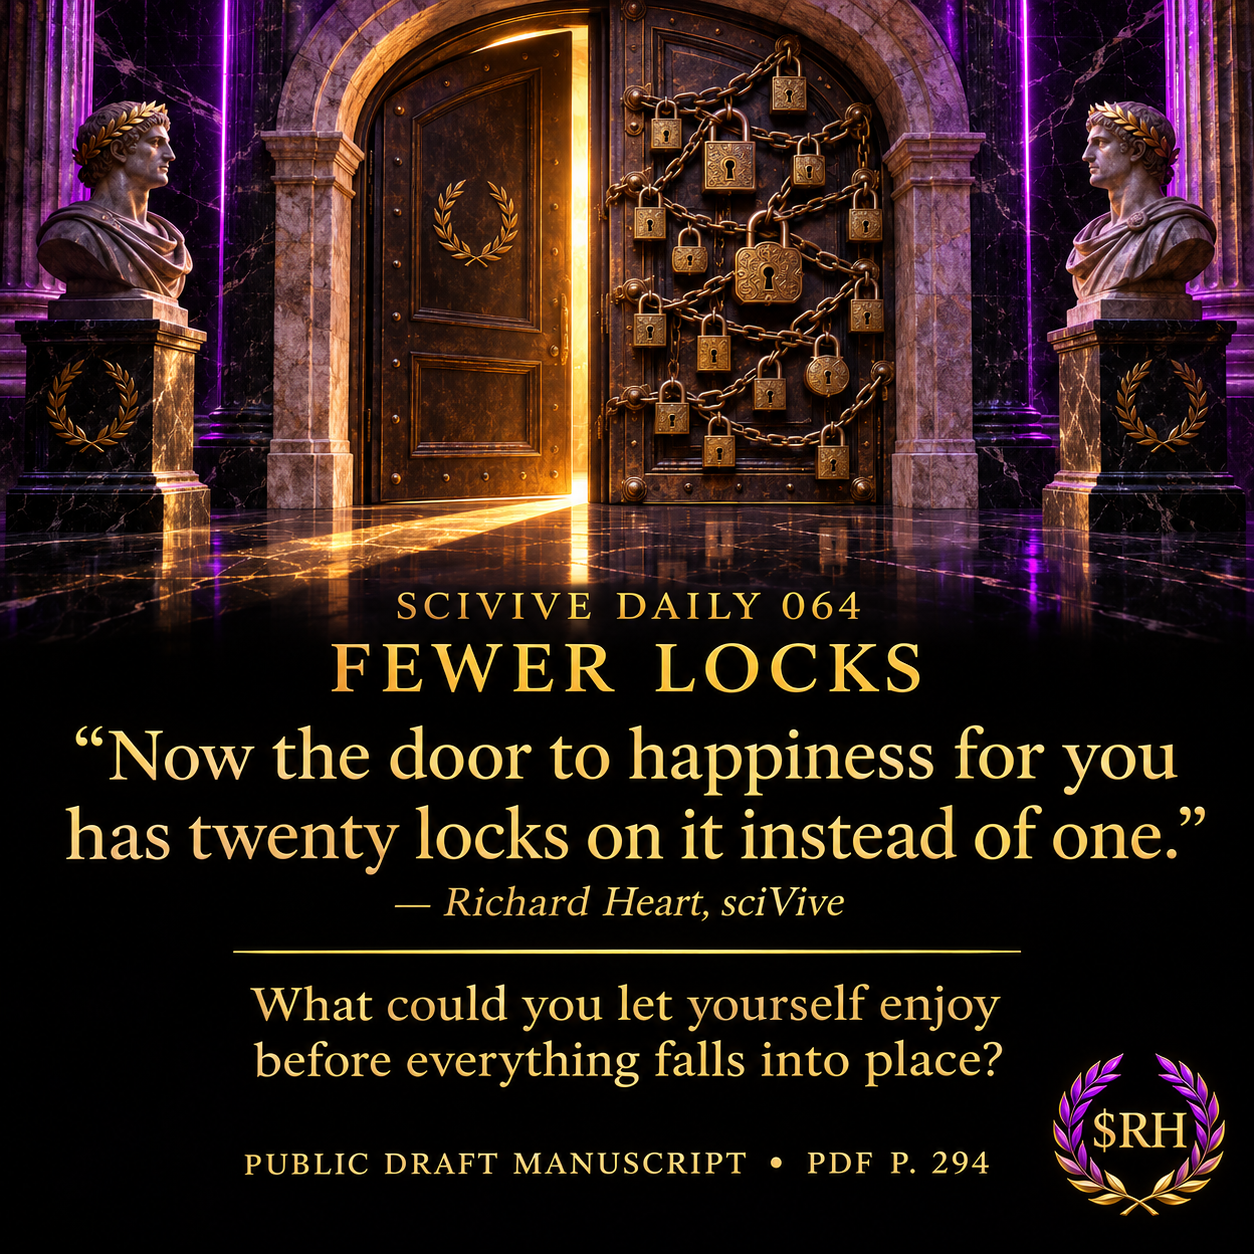 SCIVIVE DAILY 064
FEWER LOCKS
“Now the door to happiness for you
has twenty locks on it instead of one.”
— Richard Heart, sciVive
What could you let yourself enjoy
before everything falls into place?
PUBLIC DRAFT MANUSCRIPT • PDF P. 294
$RH